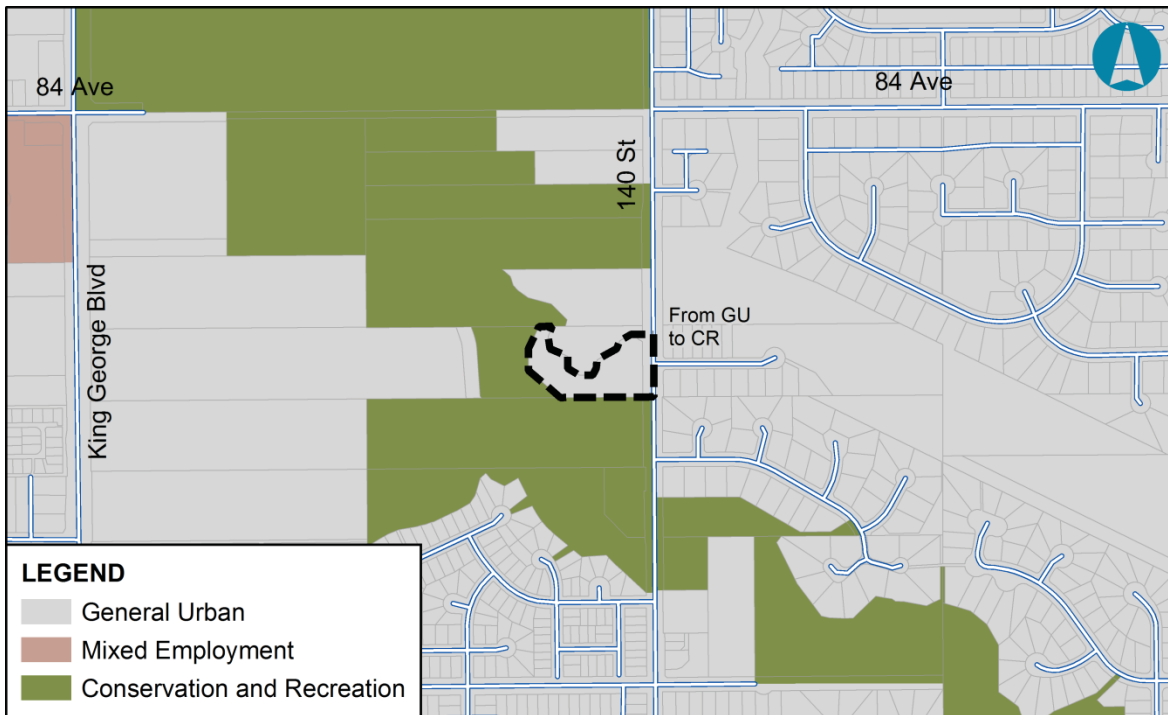 84 Ave
84 Ave
140 St
King George Blvd
From GU
to CR
LEGEND
General Urban
Mixed Employment
Conservation and Recreation